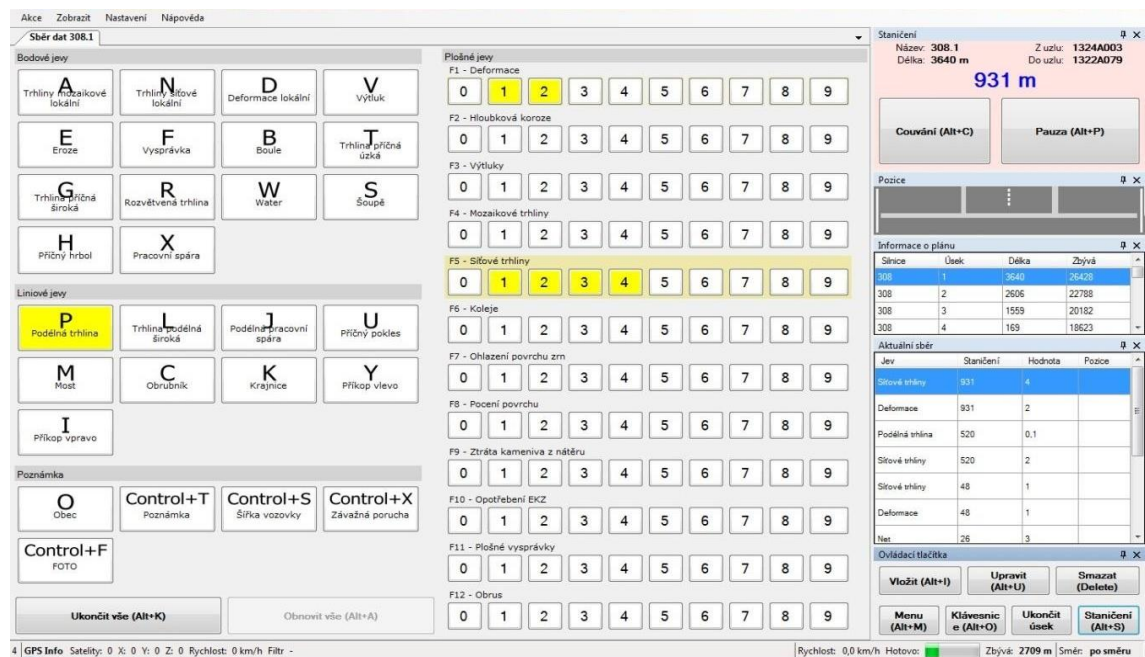 Akce Zobrazit Nastavení Nápověda
Sběr dat 308.1
Bodové jevy
A
Trhliny mozaikové lokální
N
Trhliny síťové lokální
D
Deformace lokální
V
Výtluk
E
Eroze
F
Vysprávka
B
Boule
T
Trhlina příčná úzká
G
Trhlina příčná široká
R
Rozvětvená trhlina
W
Water
S
Šoupě
H
Příčný hrbol
X
Pracovní spára
Liniové jevy
P
Podélná trhlina
L
Trhlina podélná široká
J
Podélná pracovní spára
U
Příčný pokles
M
Most
C
Obrubník
K
Krajnice
Y
Příkop vlevo
I
Příkop vpravo
Poznámka
O
Obec
Control+T
Poznámka
Control+S
Šířka vozovky
Control+X
Závažná porucha
Control+F
FOTO
Ukončit vše (Alt+K)
Obnovit vše (Alt+A)
Plošné jevy
F1 - Deformace
0 1 2 3 4 5 6 7 8 9
F2 - Hloubková koroze
0 1 2 3 4 5 6 7 8 9
F3 - Výtluky
0 1 2 3 4 5 6 7 8 9
F4 - Mozaikové trhliny
0 1 2 3 4 5 6 7 8 9
F5 - Síťové trhliny
0 1 2 3 4 5 6 7 8 9
F6 - Koleje
0 1 2 3 4 5 6 7 8 9
F7 - Ohlazení povrchu zrn
0 1 2 3 4 5 6 7 8 9
F8 - Pocení povrchu
0 1 2 3 4 5 6 7 8 9
F9 - Ztráta kameniva z nátěru
0 1 2 3 4 5 6 7 8 9
F10 - Opotřebení EKZ
0 1 2 3 4 5 6 7 8 9
F11 - Plošné vysprávky
0 1 2 3 4 5 6 7 8 9
F12 - Obrus
0 1 2 3 4 5 6 7 8 9
Staničení
Název: 308.1 Z uzlu: 1324A003
Délka: 3640 m Do uzlu: 1322A079
931 m
Couvání (Alt+C)
Pauza (Alt+P)
Pozice
Informace o plánu
Silnice Úsek Délka Zbývá
308 1 3640 26428
308 2 2606 22788
308 3 1559 20182
308 4 169 18623
Aktuální sběr
Jev Staničení Hodnota Pozice
Síťové trhliny 931 4
Deformace 931 2
Podélná trhlina 520 0,1
Síťové trhliny 520 2
Síťové trhliny 48 1
Deformace 48 1
Net 26 3
Ovládací tlačítka
Vložit (Alt+I)
Upravit (Alt+U)
Smazat (Delete)
Menu (Alt+M)
Klávesnic e (Alt+O)
Ukončit úsek
Staničení (Alt+S)
4 GPS Info Satelity: 0 X: 0 Y: 0 Z: 0 Rychlost: 0 km/h Filtr -
Rychlost: 0,0 km/h Hotovo: Zbývá: 2709 m Směr: po směru